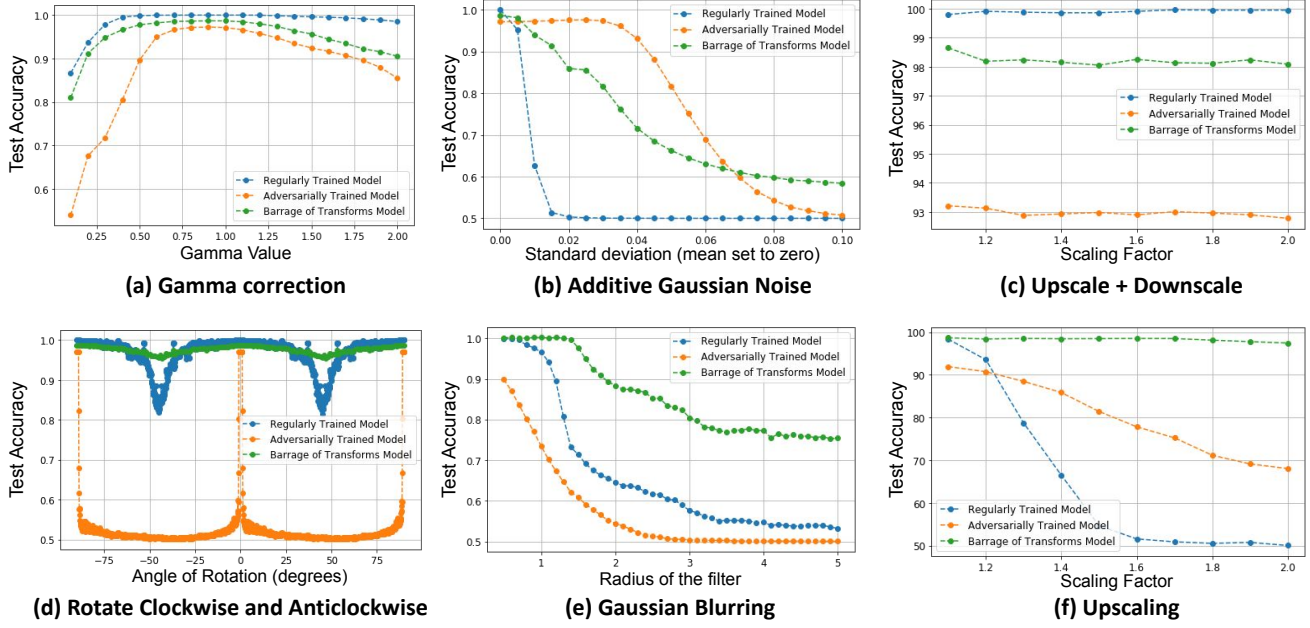 1.0
0.9
0.8
0.7
0.6
Test Accuracy
Regularly Trained Model
Adversarially Trained Model
Barrage of Transforms Model
0.25 0.50 0.75 1.00 1.25 1.50 1.75 2.00
Gamma Value
(a) Gamma correction
1.0
0.9
0.8
0.7
0.6
0.5
Test Accuracy
Regularly Trained Model
Adversarially Trained Model
Barrage of Transforms Model
0.00 0.02 0.04 0.06 0.08 0.10
Standard deviation (mean set to zero)
(b) Additive Gaussian Noise
100
99
98
97
96
95
94
93
Test Accuracy
Regularly Trained Model
Adversarially Trained Model
Barrage of Transforms Model
1.2 1.4 1.6 1.8 2.0
Scaling Factor
(c) Upscale + Downscale
1.0
0.9
0.8
0.7
0.6
0.5
Test Accuracy
Regularly Trained Model
Adversarially Trained Model
Barrage of Transforms Model
−75 −50 −25 0 25 50 75
Angle of Rotation (degrees)
(d) Rotate Clockwise and Anticlockwise
1.0
0.9
0.8
0.7
0.6
0.5
Test Accuracy
Regularly Trained Model
Adversarially Trained Model
Barrage of Transforms Model
1 2 3 4 5
Radius of the filter
(e) Gaussian Blurring
100
90
80
70
60
50
Test Accuracy
Regularly Trained Model
Adversarially Trained Model
Barrage of Transforms Model
1.2 1.4 1.6 1.8 2.0
Scaling Factor
(f) Upscaling